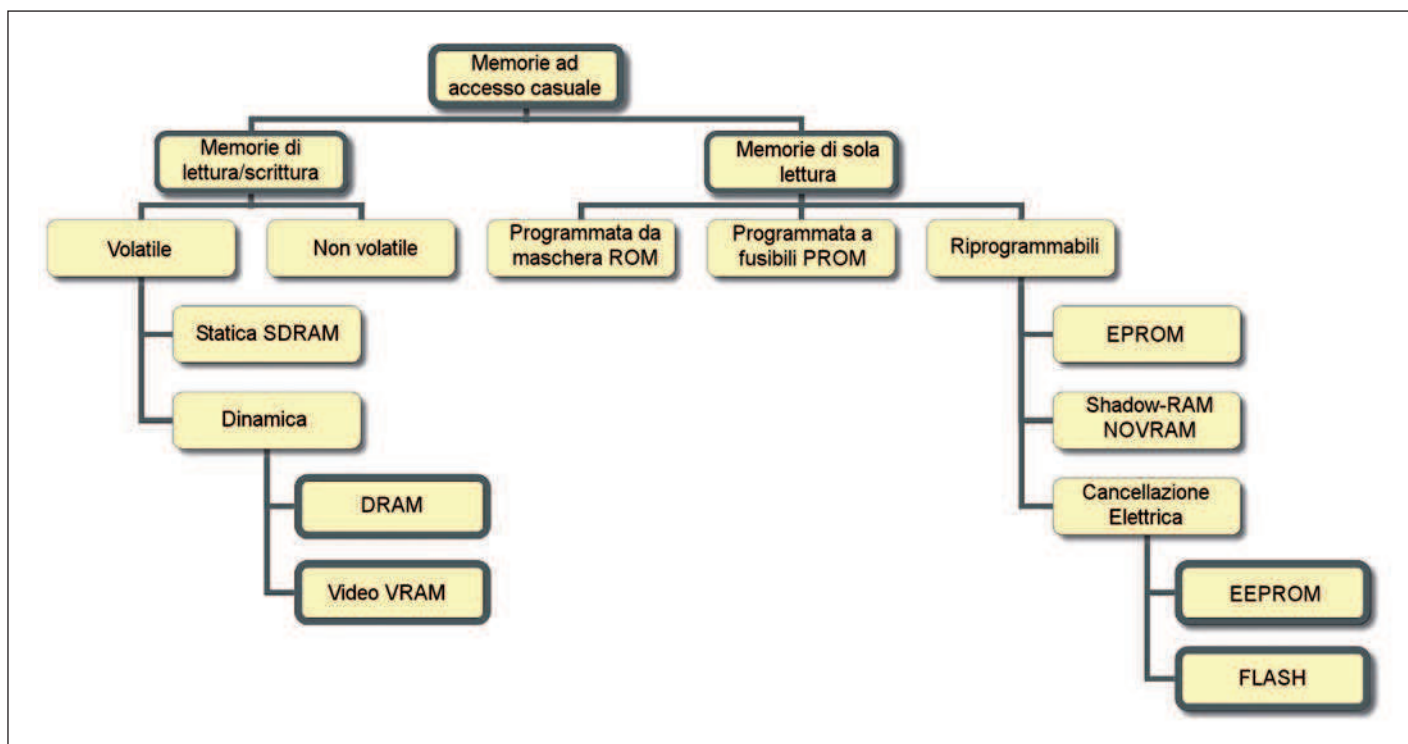 Memorie ad
accesso casuale
Memorie di
lettura/scrittura
Memorie di sola
lettura
Volatile
Non volatile
Programmata da
maschera ROM
Programmata a
fusibili PROM
Riprogrammabili
Statica SDRAM
EPROM
Dinamica
Shadow-RAM
NOVRAM
DRAM
Cancellazione
Elettrica
Video VRAM
EEPROM
FLASH